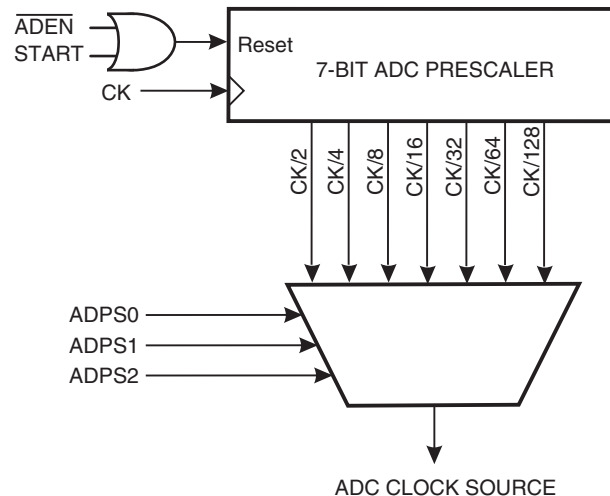 ADEN
START
Reset
7-BIT ADC PRESCALER
CK
CK/2
CK/4
CK/8
CK/16
CK/32
CK/64
CK/128
ADPS0
ADPS1
ADPS2
ADC CLOCK SOURCE